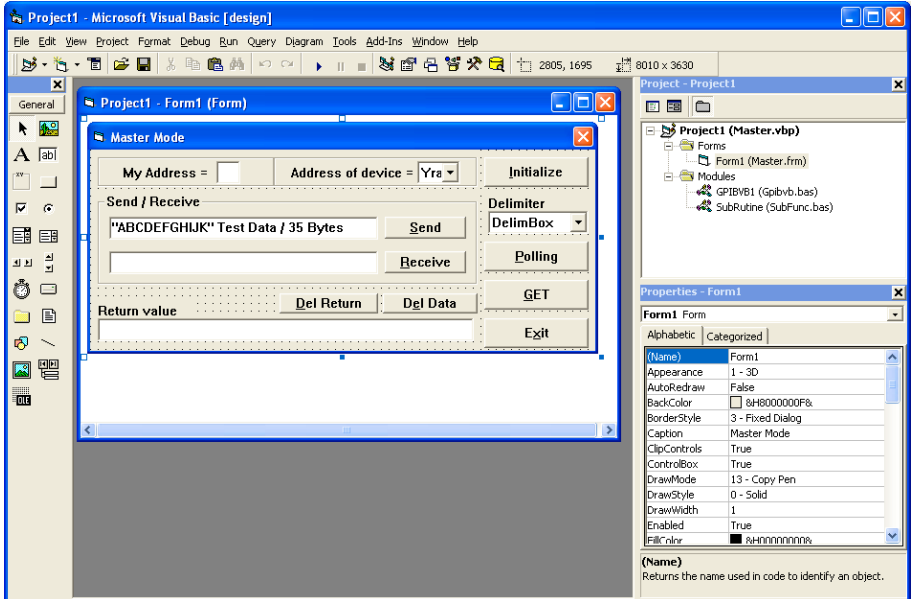 Project1 - Microsoft Visual Basic [design]
File Edit View Project Format Debug Run Query Diagram Tools Add-Ins Window Help
2805, 1695 8010 x 3630
General
A ab|
xy
OLE
Project1 - Form1 (Form)
Master Mode
My Address = Address of device = Yra Initialize
Send / Receive
"ABCDEFGHIJK" Test Data / 35 Bytes Send
Receive
Delimiter
DelimBox
Polling
GET
Exit
Del Return Del Data
Return value
Project - Project1
Project1 (Master.vbp)
Forms
Form1 (Master.frm)
Modules
GPIBVB1 (Gpibvb.bas)
SubRutine (SubFunc.bas)
Properties - Form1
Form1 Form
Alphabetic Categorized
(Name) Form1
Appearance 1 - 3D
AutoRedraw False
BackColor &H8000000F&
BorderStyle 3 - Fixed Dialog
Caption Master Mode
ClipControls True
ControlBox True
DrawMode 13 - Copy Pen
DrawStyle 0 - Solid
DrawWidth 1
Enabled True
FillColor &H00000000&
(Name)
Returns the name used in code to identify an object.